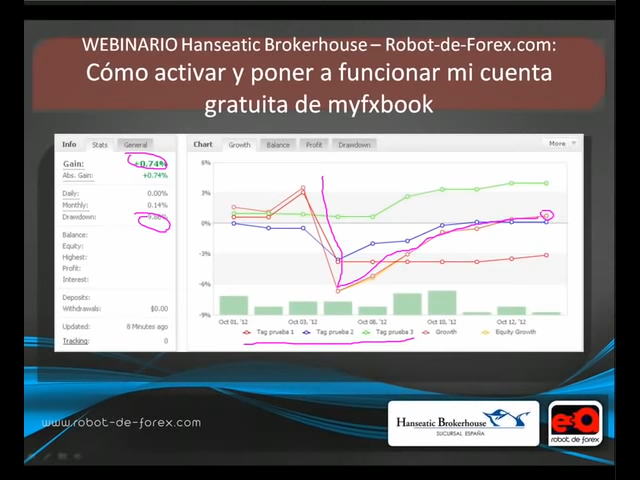 WEBINARIO Hanseatic Brokerhouse – Robot-de-Forex.com:
Cómo activar y poner a funcionar mi cuenta
gratuita de myfxbook
Info Stats General
Gain: +0.74%
Abs. Gain: +0.74%
Daily: 0.00%
Monthly: 0.14%
Drawdown:
Balance:
Equity:
Highest:
Profit:
Interest:
Deposits:
Withdrawals: $0.00
Updated: 8 Minutes ago
Tracking: 0
Chart Growth Balance Profit Drawdown More
6%
3%
0%
-3%
-6%
-9%
Oct 01, '12 Oct 03, '12 Oct 08, '12 Oct 10, '12 Oct 12, '12
Tag prueba 1 Tag prueba 2 Tag prueba 3 Growth Equity Growth
www.robot-de-forex.com
Hanseatic Brokerhouse
SUCURSAL ESPAÑA
robot de forex